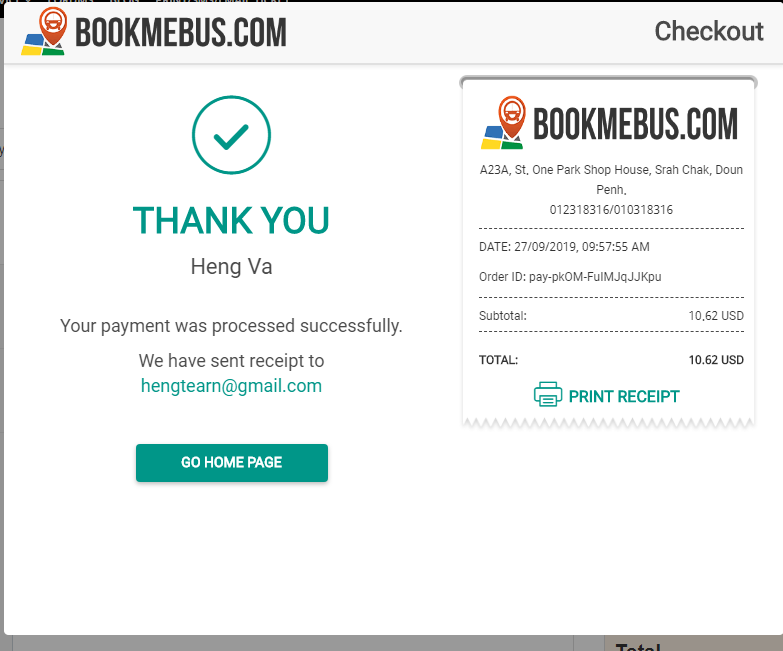 BOOKMEBUS.COM
Checkout
THANK YOU
Heng Va
Your payment was processed successfully.
We have sent receipt to
hengtearn@gmail.com
GO HOME PAGE
BOOKMEBUS.COM
A23A, St. One Park Shop House, Srah Chak, Doun
Penh,
012318316/010318316
DATE: 27/09/2019, 09:57:55 AM
Order ID: pay-pkOM-FuIMJqJJKpu
Subtotal: 10,62 USD
TOTAL: 10.62 USD
PRINT RECEIPT
Total